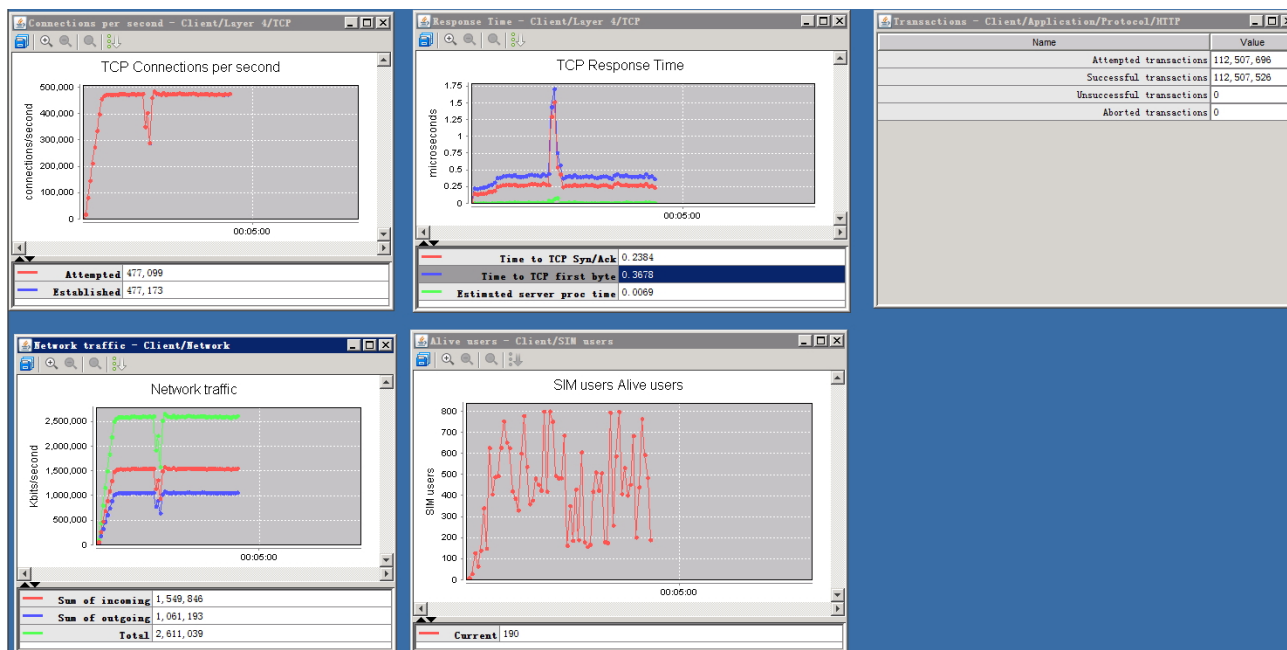 Connections per second - Client/Layer 4/TCP
TCP Connections per second
connections/second
500,000
400,000
300,000
200,000
100,000
0
00:05:00
Attempted 477,099
Established 477,173
Response Time - Client/Layer 4/TCP
TCP Response Time
microseconds
1.75
1.5
1.25
1
0.75
0.5
0.25
0
00:05:00
Time to TCP Syn/Ack 0.2384
Time to TCP first byte 0.3678
Estimated server proc time 0.0069
Transactions - Client/Application/Protocol/HTTP
Name Value
Attempted transactions 112,507,696
Successful transactions 112,507,526
Unsuccessful transactions 0
Aborted transactions 0
Network traffic - Client/Network
Network traffic
Kbits/second
2,500,000
2,000,000
1,500,000
1,000,000
500,000
0
00:05:00
Sum of incoming 1,549,846
Sum of outgoing 1,061,193
Total 2,611,039
Alive users - Client/SIM users
SIM users Alive users
SIM users
800
700
600
500
400
300
200
100
0
00:05:00
Current 190